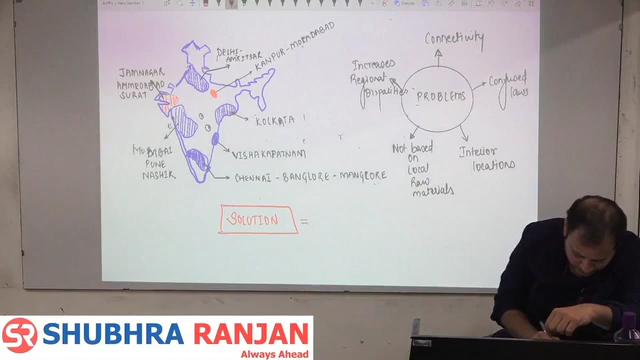 DELHI-
AMRITSAR
KANPUR-MORADABAD
JAMNAGAR
AHMEDABAD
SURAT
KOLKATA
MUMBAI
PUNE
NASHIK
VISHAKAPATNAM
CHENNAI - BANGLORE - MANGLORE
Connectivity
Increases
Regional
Disparities
PROBLEMS
Confused
laws
Not based
on
Local
Raw
materials
Interior
locations
SOLUTION =
SR
SHUBHRA RANJAN
Always Ahead